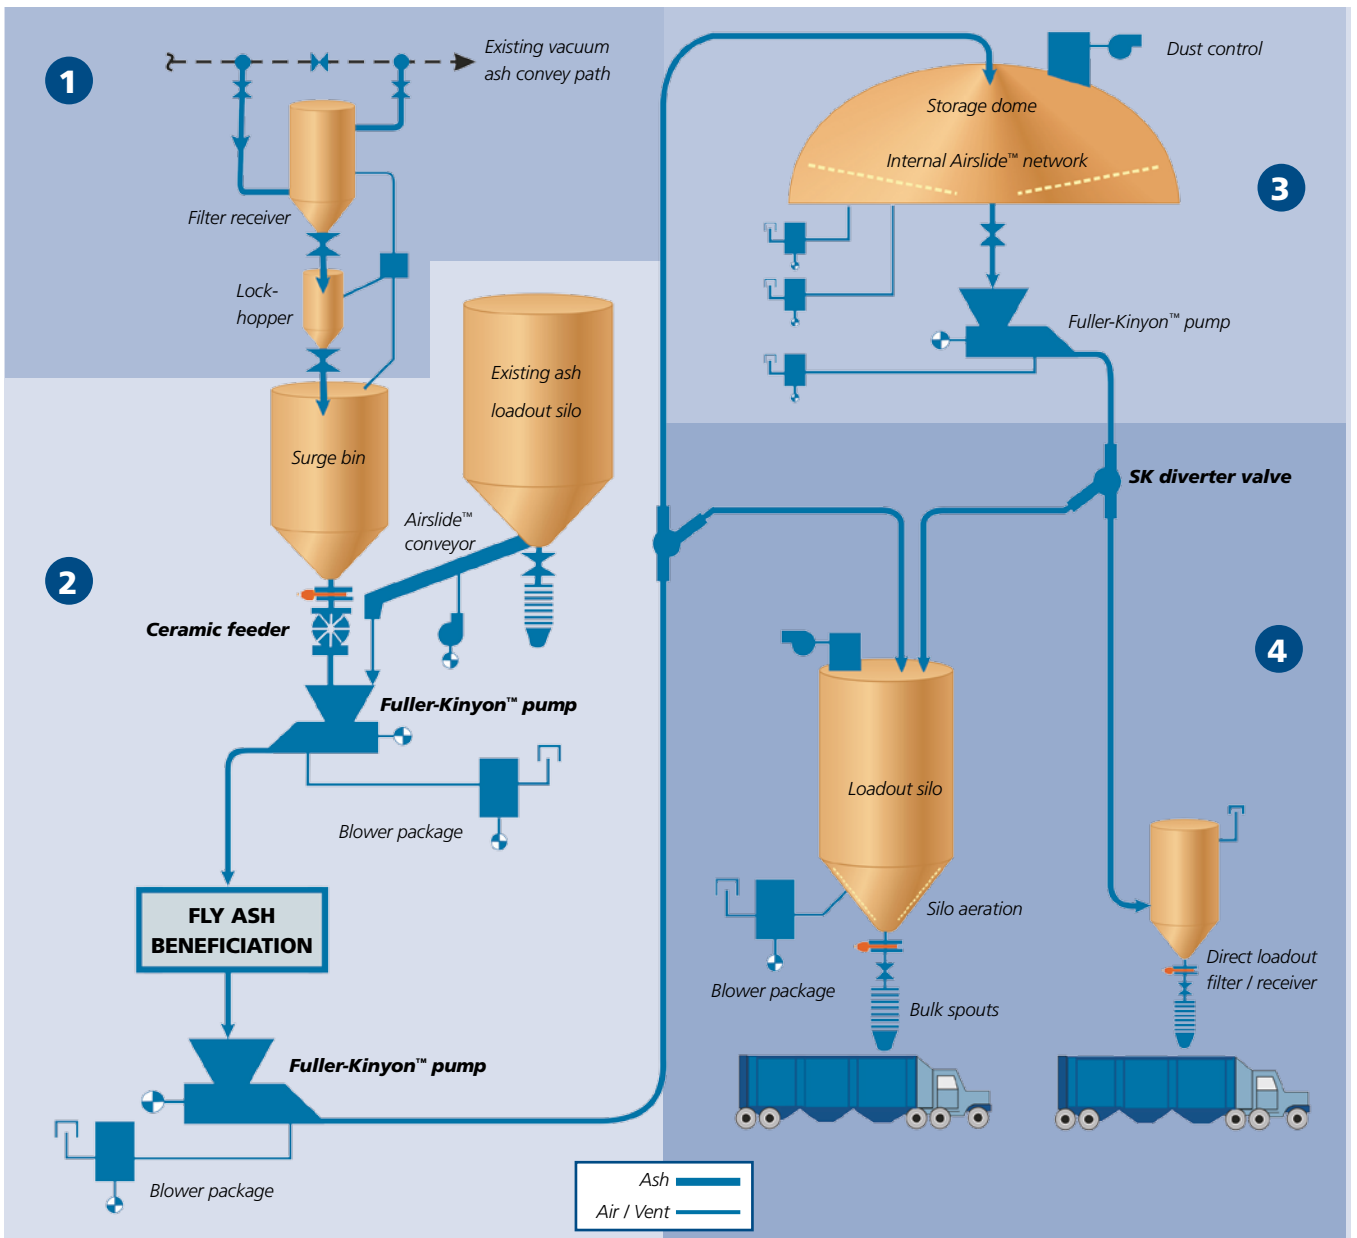 1
Existing vacuum
ash convey path
Filter receiver
Lock-
hopper
2
Surge bin
Existing ash
loadout silo
Airslide™
conveyor
Ceramic feeder
Fuller-Kinyon™ pump
Blower package
FLY ASH
BENEFICIATION
Fuller-Kinyon™ pump
Blower package
3
Dust control
Storage dome
Internal Airslide™ network
Fuller-Kinyon™ pump
4
SK diverter valve
Loadout silo
Silo aeration
Blower package
Bulk spouts
Direct loadout
filter / receiver
Ash
Air / Vent